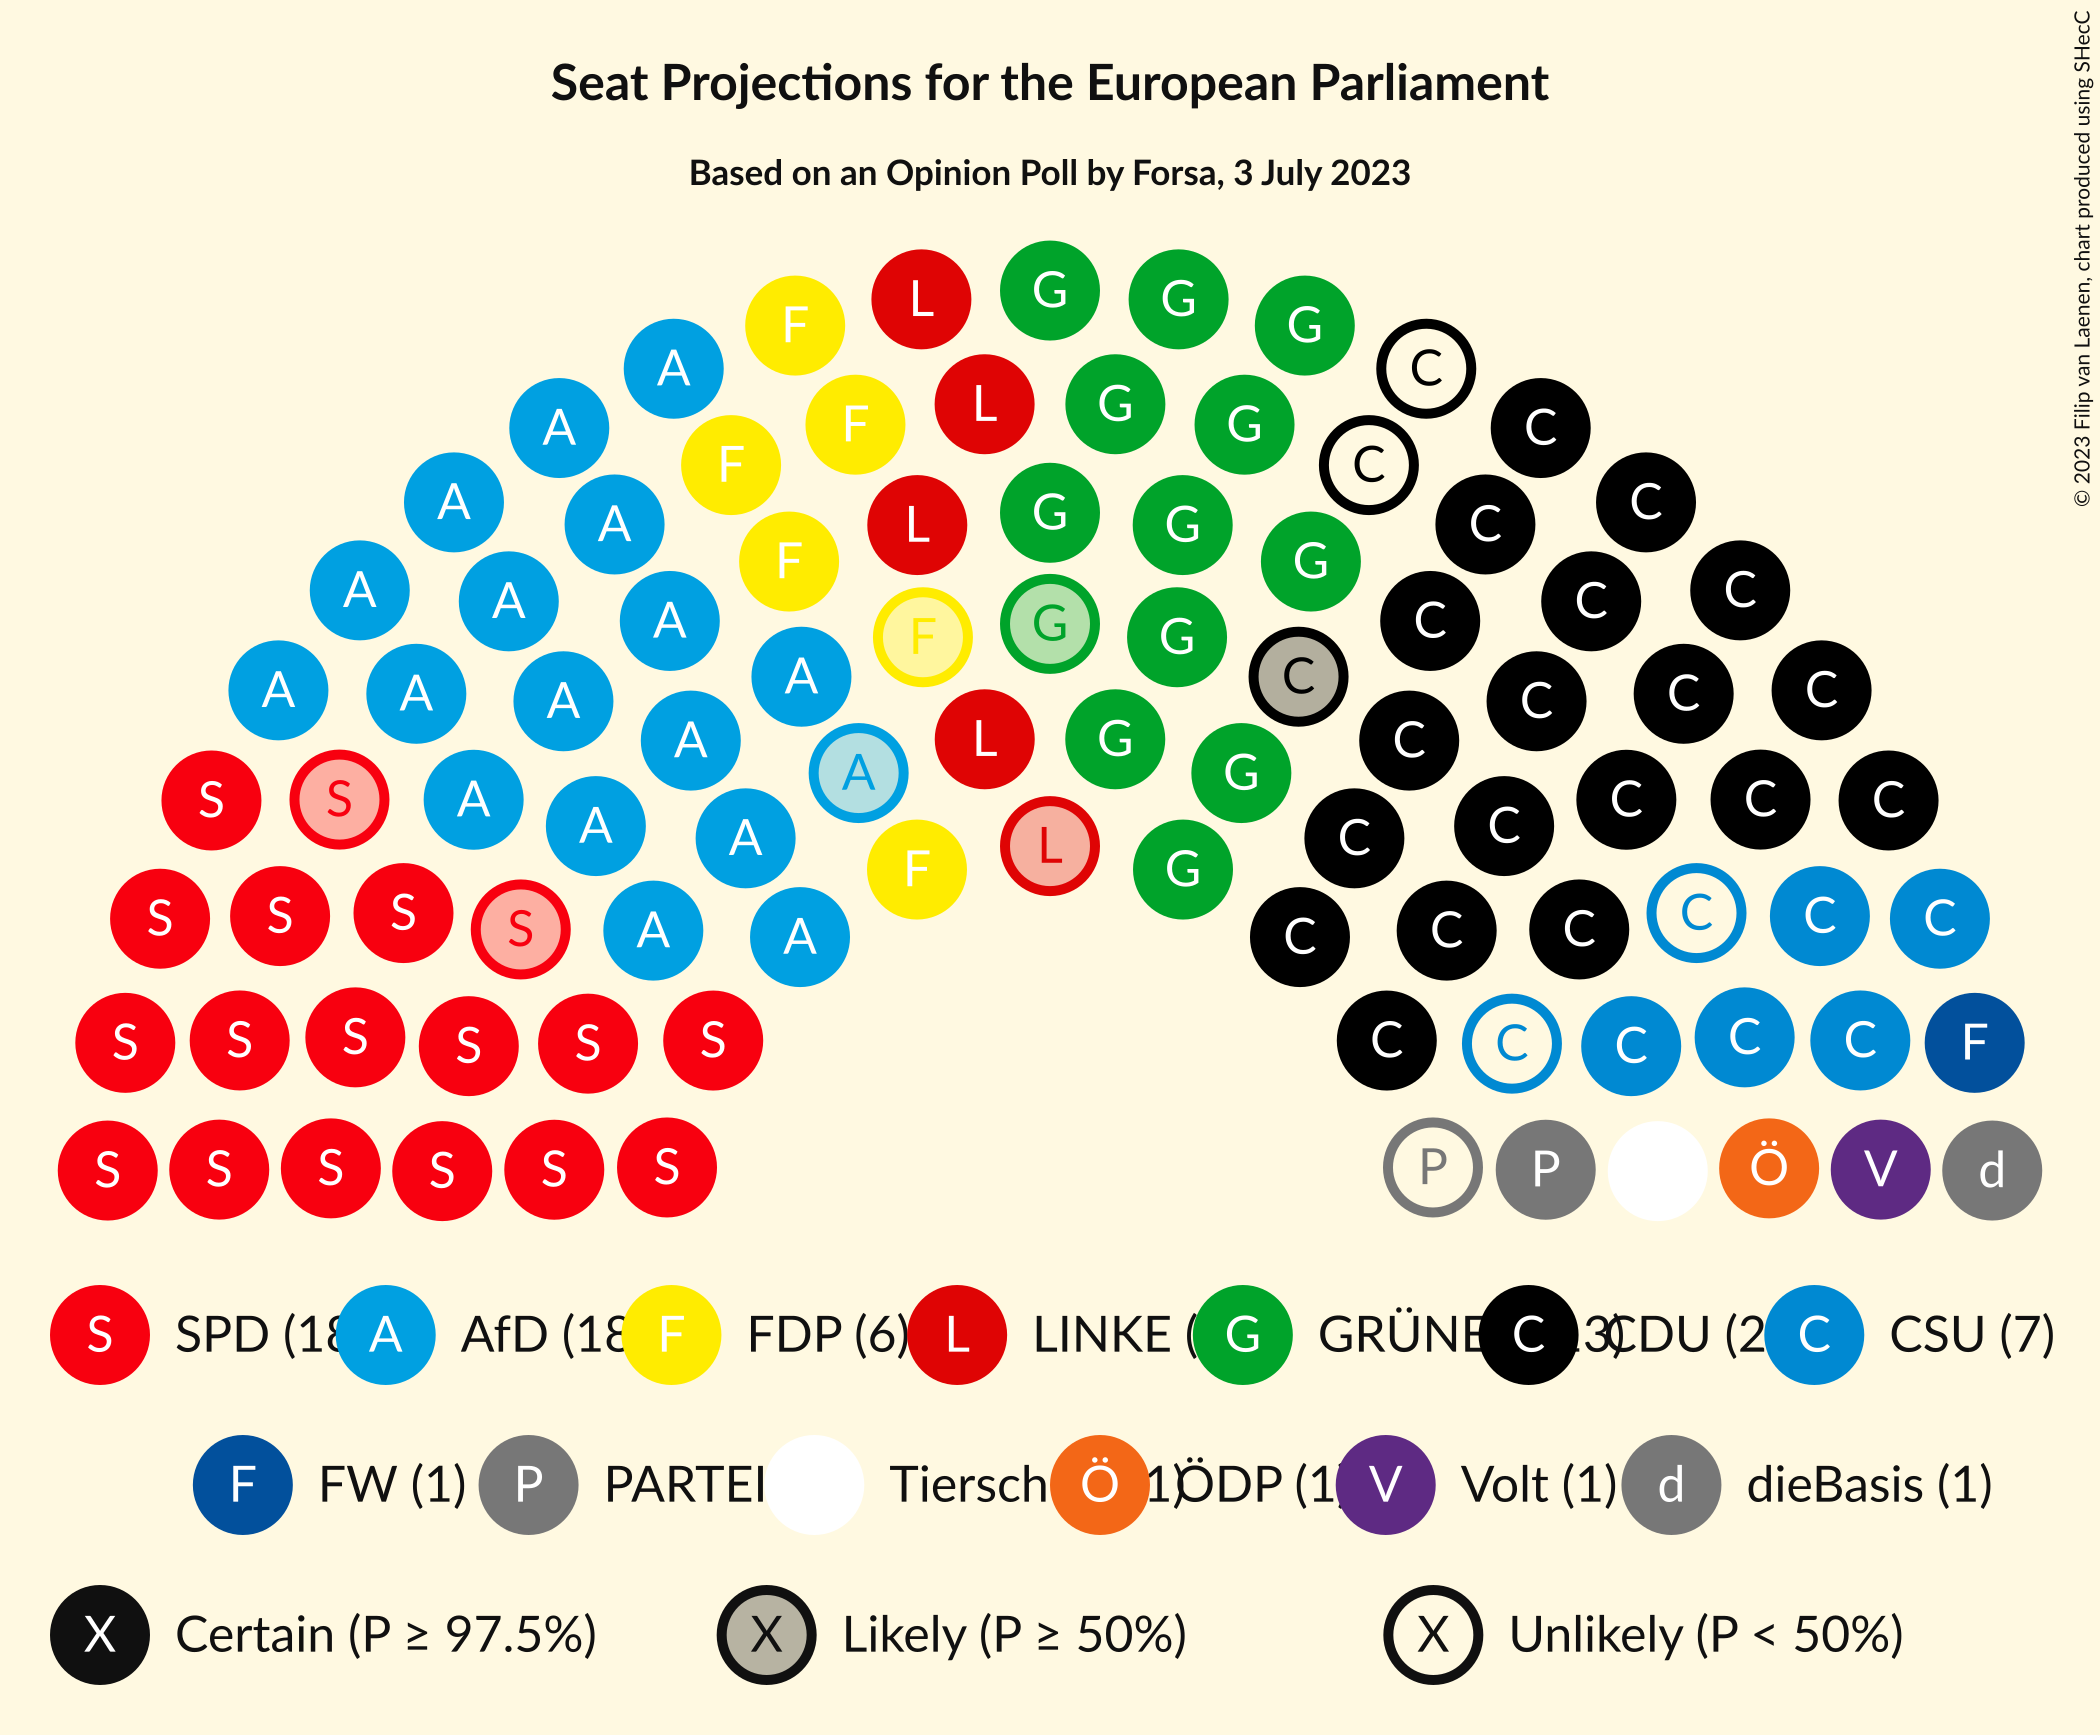 Seat Projections for the European Parliament
Based on an Opinion Poll by Forsa, 3 July 2023
© 2023 Filip van Laenen, chart produced using SHecC
L G G G
F
A C
L G G
A F C
F C
A L G G C C
A F G C
A A G C C
A F G C
A A L G C C
A A A G C C C
A A C C
S S A C C C
A A C C
F L G
S S S S A A C C C C C C
S S S S S S C C C C C F
S S S S S S P P Ö V d
S SPD (18 A AfD (18 F FDP (6) L LINKE ( G GRÜNE C 3) CDU (2 C CSU (7)
F FW (1) P PARTEI Tiersch Ö 1) ÖDP (1 V Volt (1) d dieBasis (1)
X Certain (P ≥ 97.5%) X Likely (P ≥ 50%) X Unlikely (P < 50%)